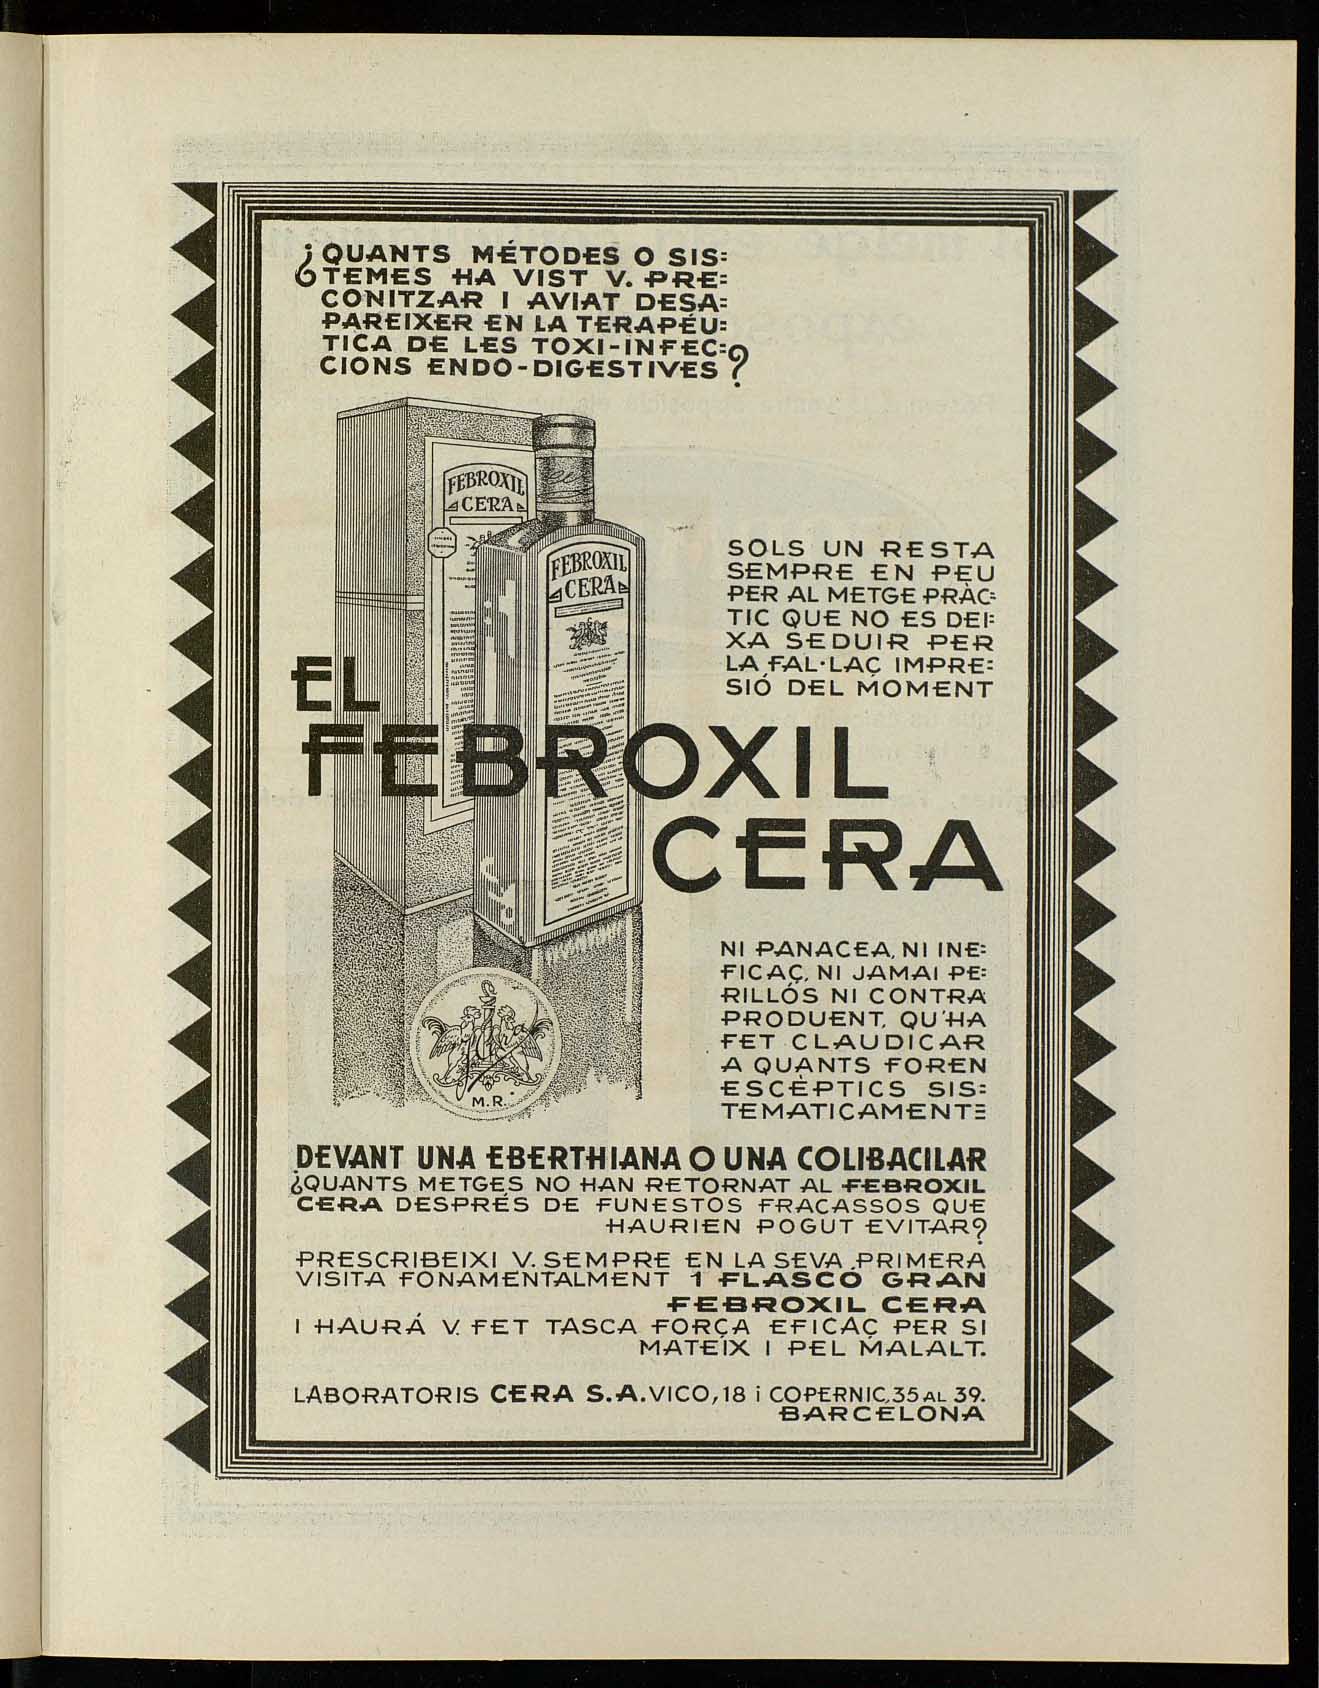 ¿QUANTS MÉTODES O SIS=
TEMES HA VIST V. PRE=
CONITZAR I AVIAT DESA=
PAREIXER EN LA TERAPÉU=
TICA DE LES TOXI-INFEC=
CIONS ENDO-DIGESTIVES?
FEBROXIL
CERA
FEBROXIL
CERA
SOLS UN RESTA
SEMPRE EN PEU
PER AL METGE PRÀC=
TIC QUE NO ES DEI=
XA SEDUIR PER
LA FAL·LAÇ IMPRE=
SIÓ DEL MOMENT
EL
FEBROXIL
CERA
NI PANACEA, NI INE=
FICAÇ, NI JAMAI PE=
RILLÓS NI CONTRA
PRODUENT, QU'HA
FET CLAUDICAR
A QUANTS FOREN
ESCÈPTICS SIS=
TEMATICAMENTE
M.R.
DEVANT UNA EBERTHIANA O UNA COLIBACILAR
¿QUANTS METGES NO HAN RETORNAT AL FEBROXIL
CERA DESPRÉS DE FUNESTOS FRACASSOS QUE
HAURIEN POGUT EVITAR?
PRESCRIBEIXI V. SEMPRE EN LA SEVA PRIMERA
VISITA FONAMENTALMENT 1 FLASCÓ GRAN
FEBROXIL CERA
I HAURÁ V. FET TASCA FORÇA EFICAÇ PER SI
MATEIX I PEL MALALT.
LABORATORIS CERA S.A. VICO, 18 i COPERNIC, 35 AL 39.
BARCELONA